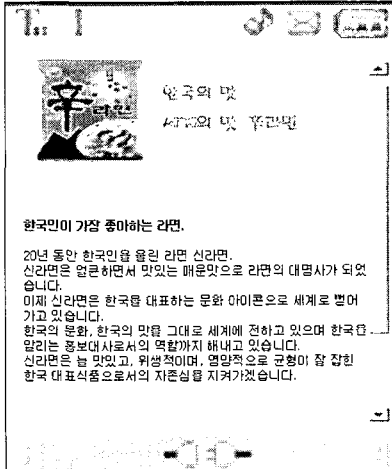 한국의 맛
세계의 맛 辛라면
辛
라면
한국민이 가장 좋아하는 라면.
20년 동안 한국인을 울린 라면 신라면.
신라면은 얼큰하면서 맛있는 매운맛으로 라면의 대명사가 되었
습니다.
이제 신라면은 한국을 대표하는 문화 아이콘으로 세계로 뻗어
가고 있습니다.
한국의 문화, 한국의 맛을 그대로 세계에 전하고 있으며 한국을
알리는 홍보대사로서의 역할까지 해내고 있습니다.
신라면은 늘 맛있고, 위생적이며, 영양적으로 균형이 잘 잡힌
한국 대표식품으로서의 자존심을 지켜가겠습니다.